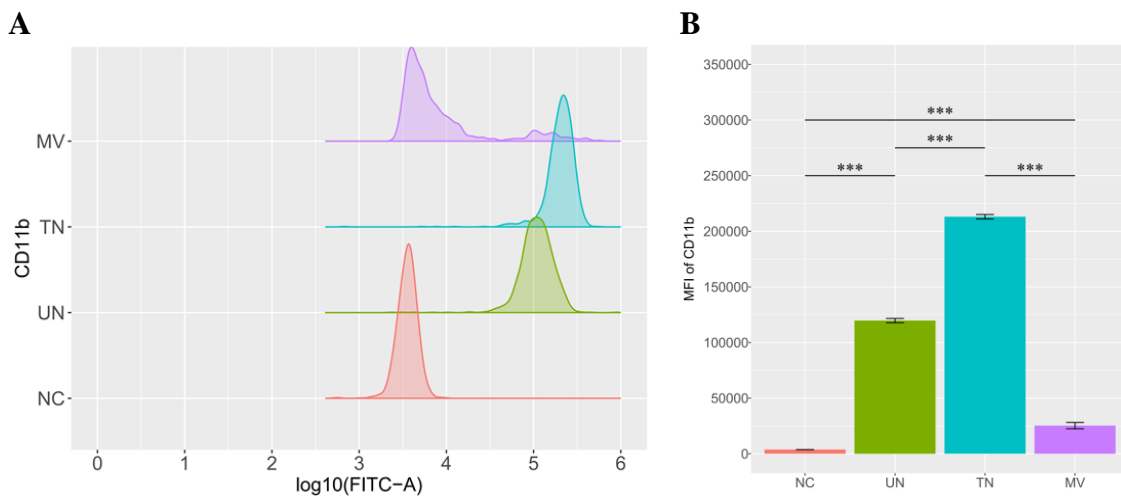 A
CD11b
MV
TN
UN
NC
0 1 2 3 4 5 6
log10(FITC-A)
B
MFI of CD11b
350000
300000
250000
200000
150000
100000
50000
0
***
***
*** ***
NC UN TN MV